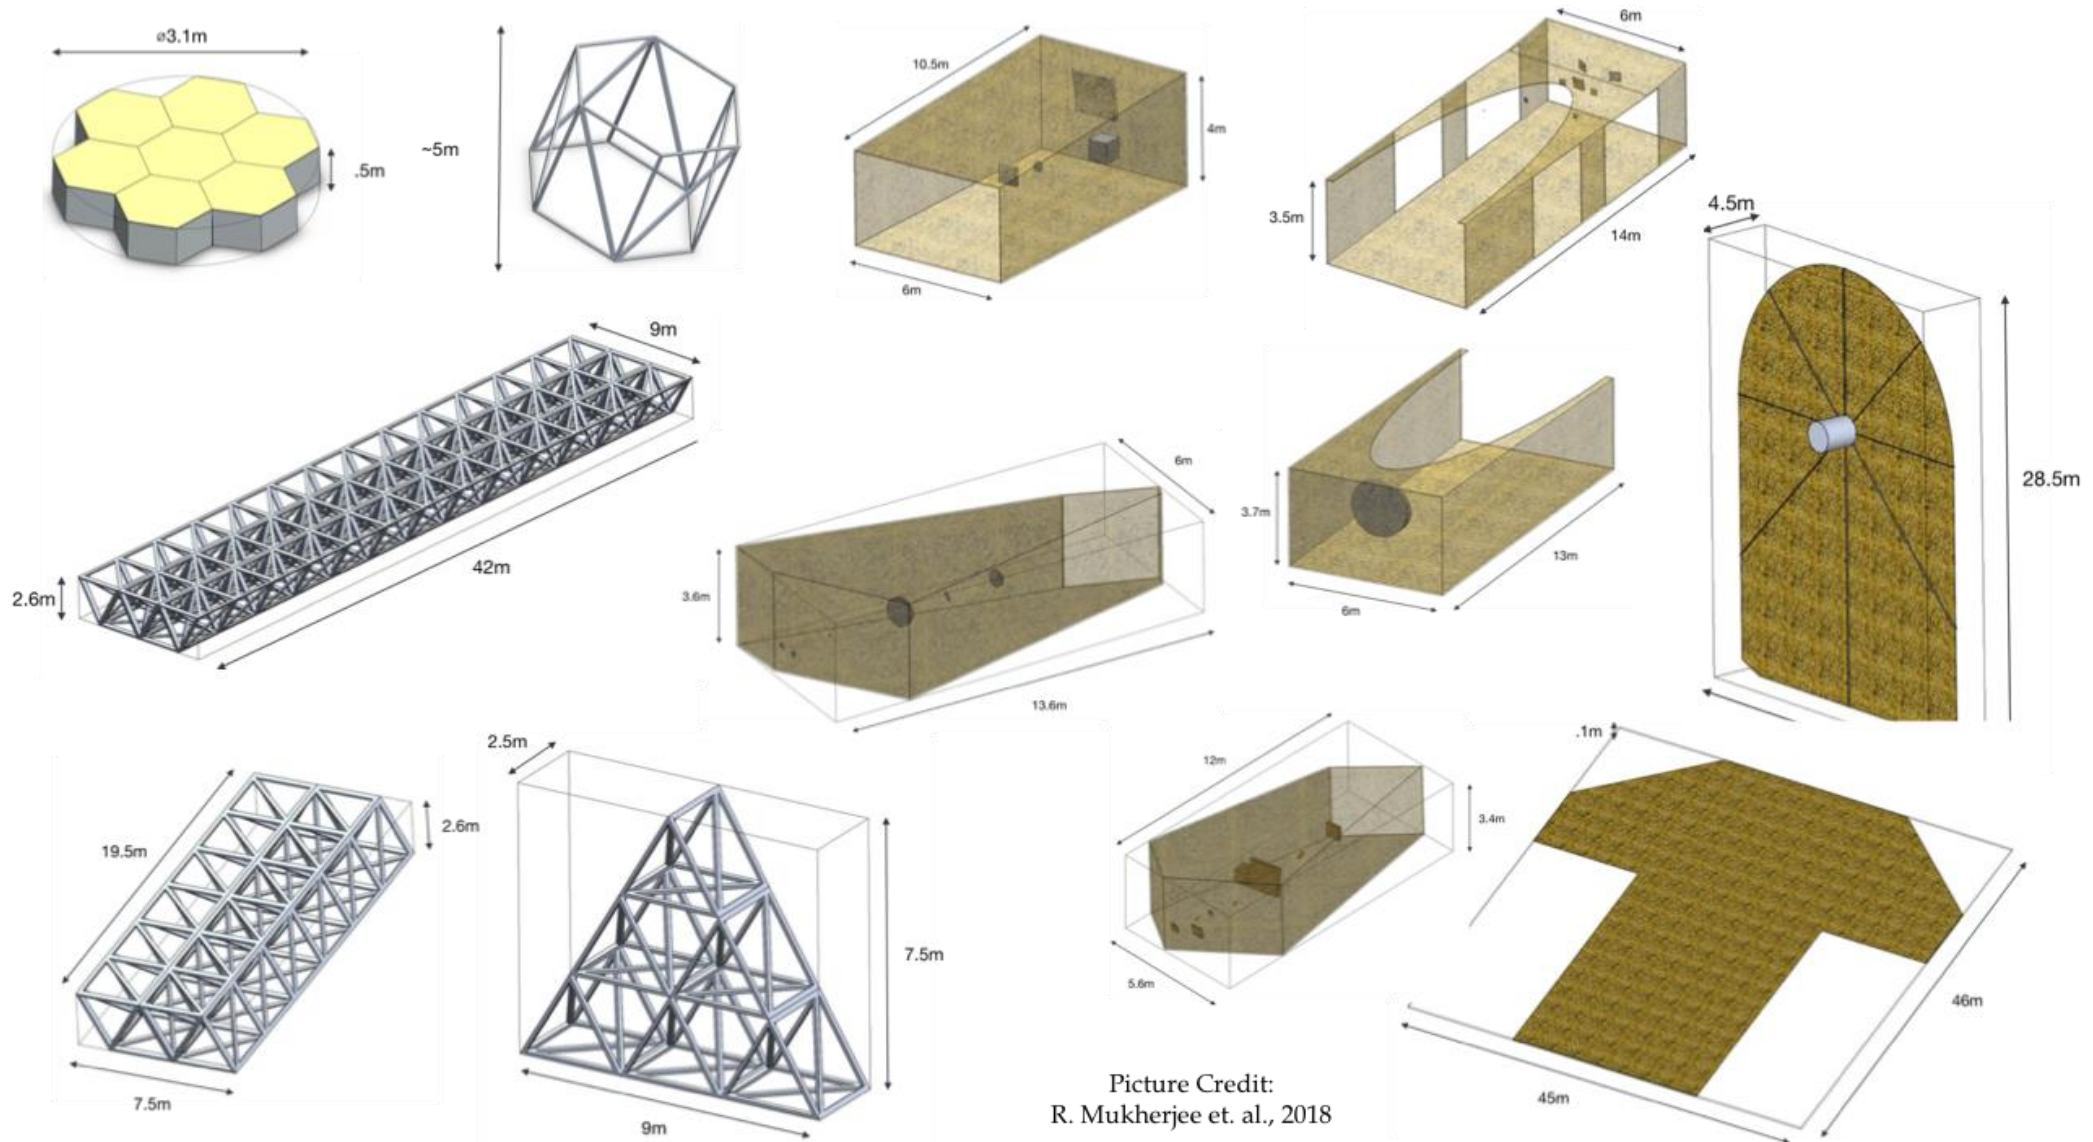 ⌀3.1m
.5m
~5m
10.5m
4m
6m
6m
3.5m
14m
4.5m
28.5m
9m
42m
2.6m
6m
3.6m
13.6m
3.7m
13m
6m
2.5m
19.5m
2.6m
7.5m
7.5m
9m
12m
3.4m
5.6m
.1m
46m
45m
Picture Credit:
R. Mukherjee et. al., 2018